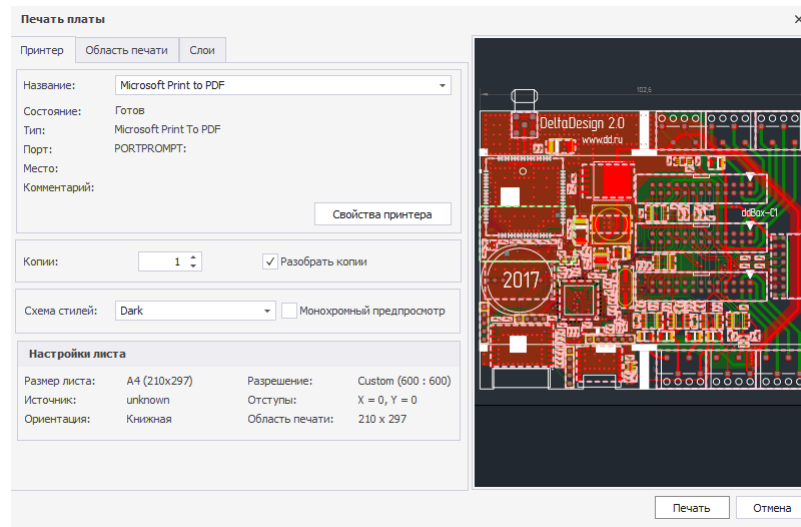 Печать платы
Принтер Область печати Слои
Название: Microsoft Print to PDF
Состояние: Готов
Тип: Microsoft Print To PDF
Порт: PORTPROMPT:
Место:
Комментарий:
Свойства принтера
Копии: 1 Разобрать копии
Схема стилей: Dark Монохромный предпросмотр
Настройки листа
Размер листа: A4 (210x297) Разрешение: Custom (600 : 600)
Источник: unknown Отступы: X = 0, Y = 0
Ориентация: Книжная Область печати: 210 x 297
102,6
DeltaDesign 2.0
www.dd.ru
ddBox-C1
2017
Печать Отмена